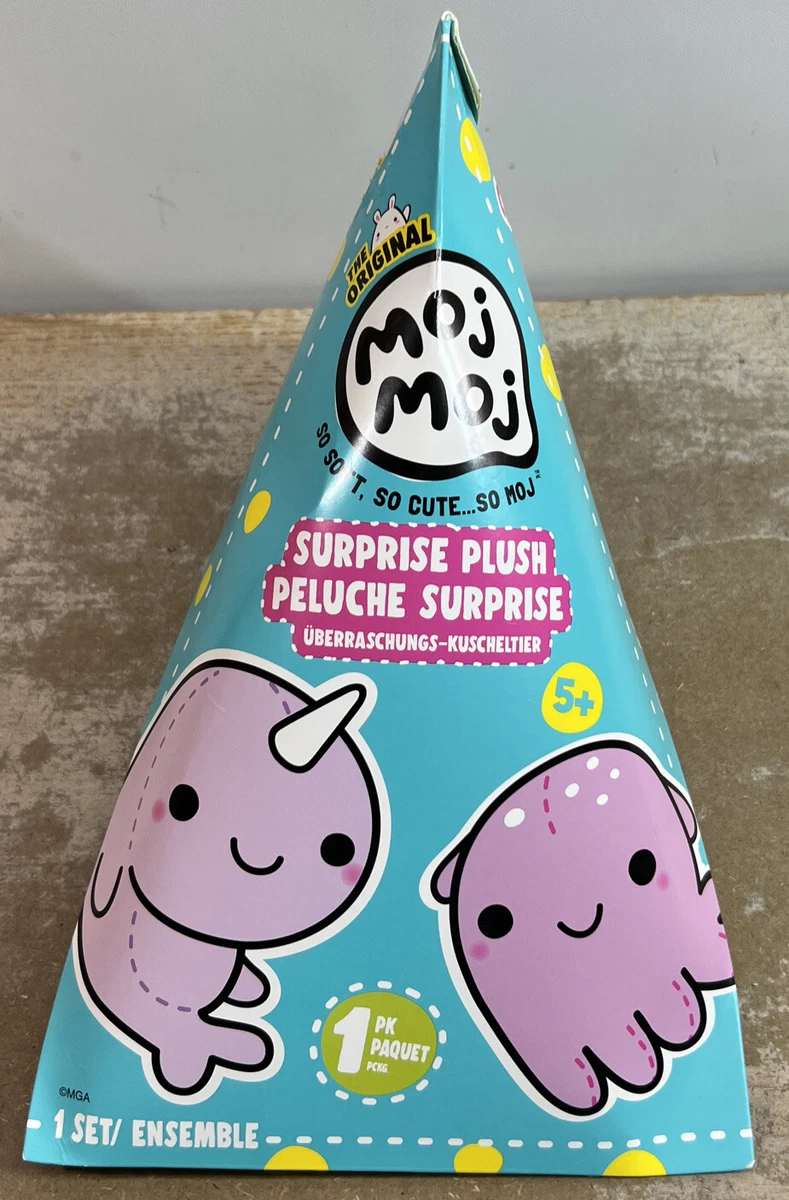 THE
ORIGINAL
MOj
MOj
SO SOFT, SO CUTE...SO MOJ™
SURPRISE PLUSH
PELUCHE SURPRISE
ÜBERRASCHUNGS-KUSCHELTIER
5+
1 PK
PAQUET
PCKG.
©MGA
1 SET/ ENSEMBLE